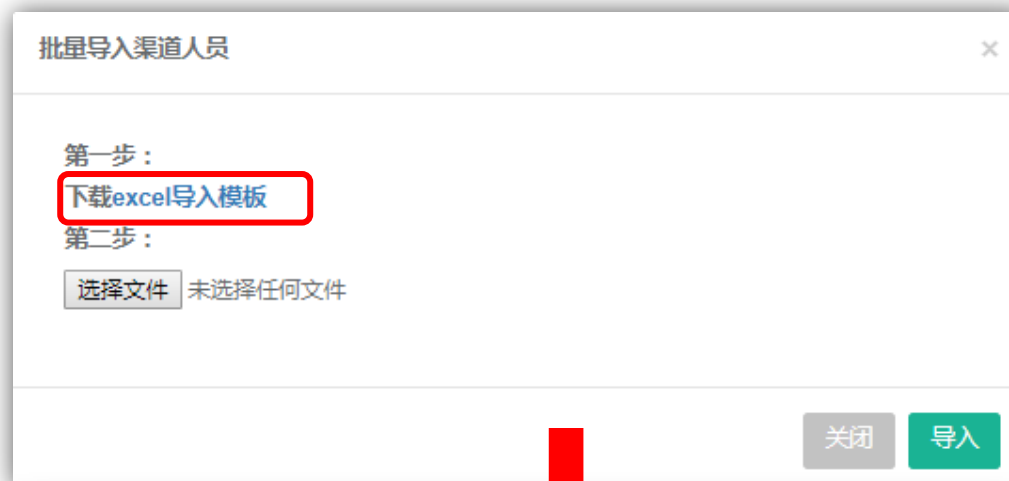 批量导入渠道人员
×
第一步：
下载excel导入模板
第二步：
选择文件 未选择任何文件
关闭 导入